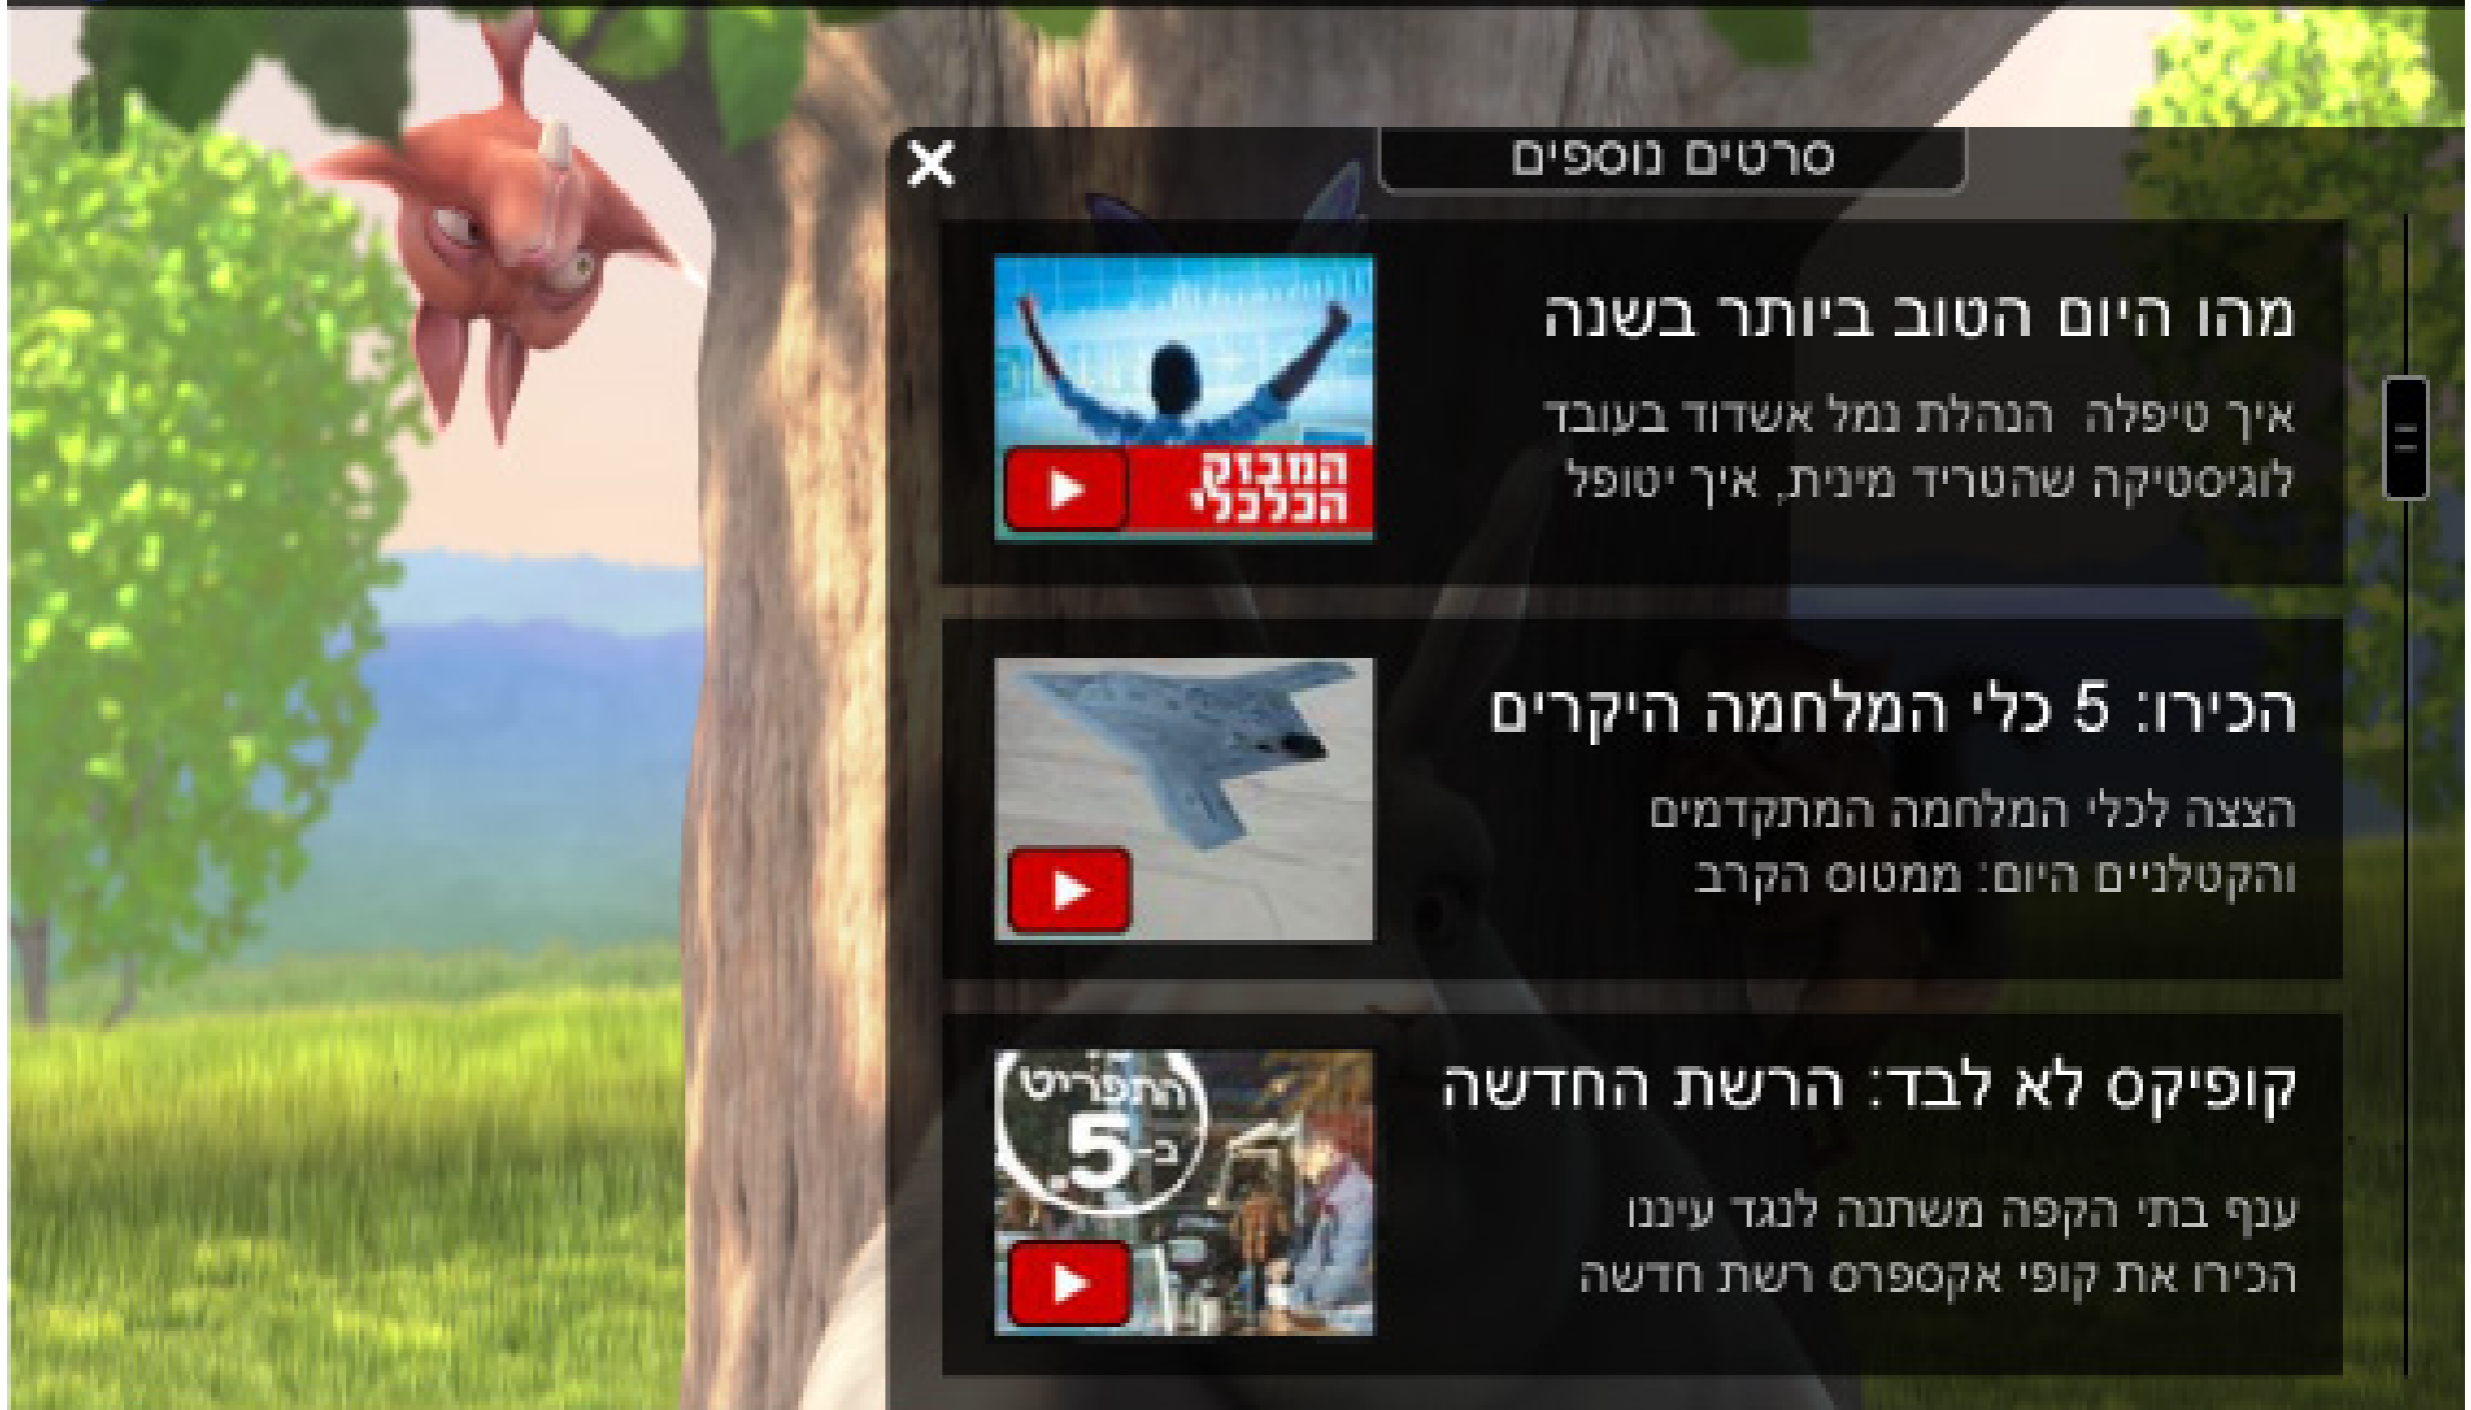 סרטים נוספים
מהו היום הטוב ביותר בשנה
איך טיפלה הנהלת נמל אשדוד בעובד
לוגיסטיקה שהטריד מינית, איך יטופל
המבזק
הכלכלי
הכירו: 5 כלי המלחמה היקרים
הצצה לכלי המלחמה המתקדמים
והקטלניים היום: ממטוס הקרב
קופיקס לא לבד: הרשת החדשה
ענף בתי הקפה משתנה לנגד עיננו
הכירו את קופי אקספרס רשת חדשה
התפריט
ב-5.